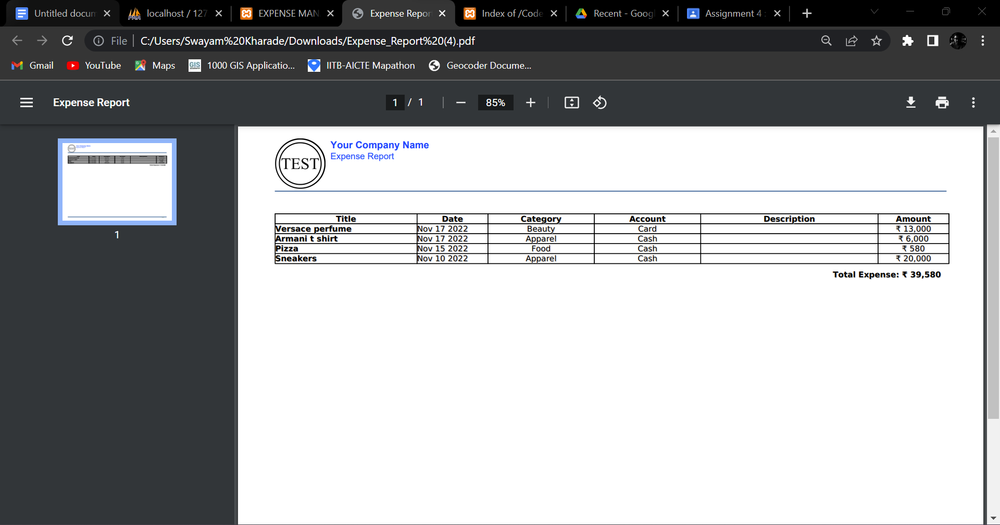 Untitled docum
localhost / 127
EXPENSE MAN
Expense Repor
Index of /Code
Recent - Googl
Assignment 4 :
File C:/Users/Swayam%20Kharade/Downloads/Expense_Report%20(4).pdf
Gmail YouTube Maps 1000 GIS Applicatio... IITB-AICTE Mapathon Geocoder Docume...
Expense Report 1 / 1 85%
1
TEST
Your Company Name
Expense Report
Title Date Category Account Description Amount
Versace perfume Nov 17 2022 Beauty Card ₹ 13,000
Armani t shirt Nov 17 2022 Apparel Cash ₹ 6,000
Pizza Nov 15 2022 Food Cash ₹ 580
Sneakers Nov 10 2022 Apparel Cash ₹ 20,000
Total Expense: ₹ 39,580